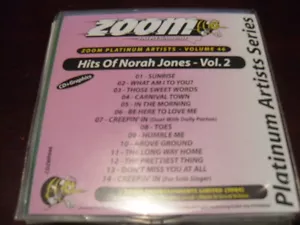 ZOOM
ZOOM PLATINUM ARTISTS - VOLUME 46
Hits Of Norah Jones - Vol. 2
CD+Graphics
01 - SUNRISE
02 - WHAT AM I TO YOU?
03 - THOSE SWEET WORDS
04 - CARNIVAL TOWN
05 - IN THE MORNING
06 - BE HERE TO LOVE ME
07 - CREEPIN' IN (Duet With Dolly Parton)
08 - TOES
09 - HUMBLE ME
10 - ABOVE GROUND
11 - THE LONG WAY HOME
12 - THE PRETTIEST THING
13 - DON'T MISS YOU AT ALL
14 - CREEPIN' IN (For Solo Singer)
Platinum Artists Series